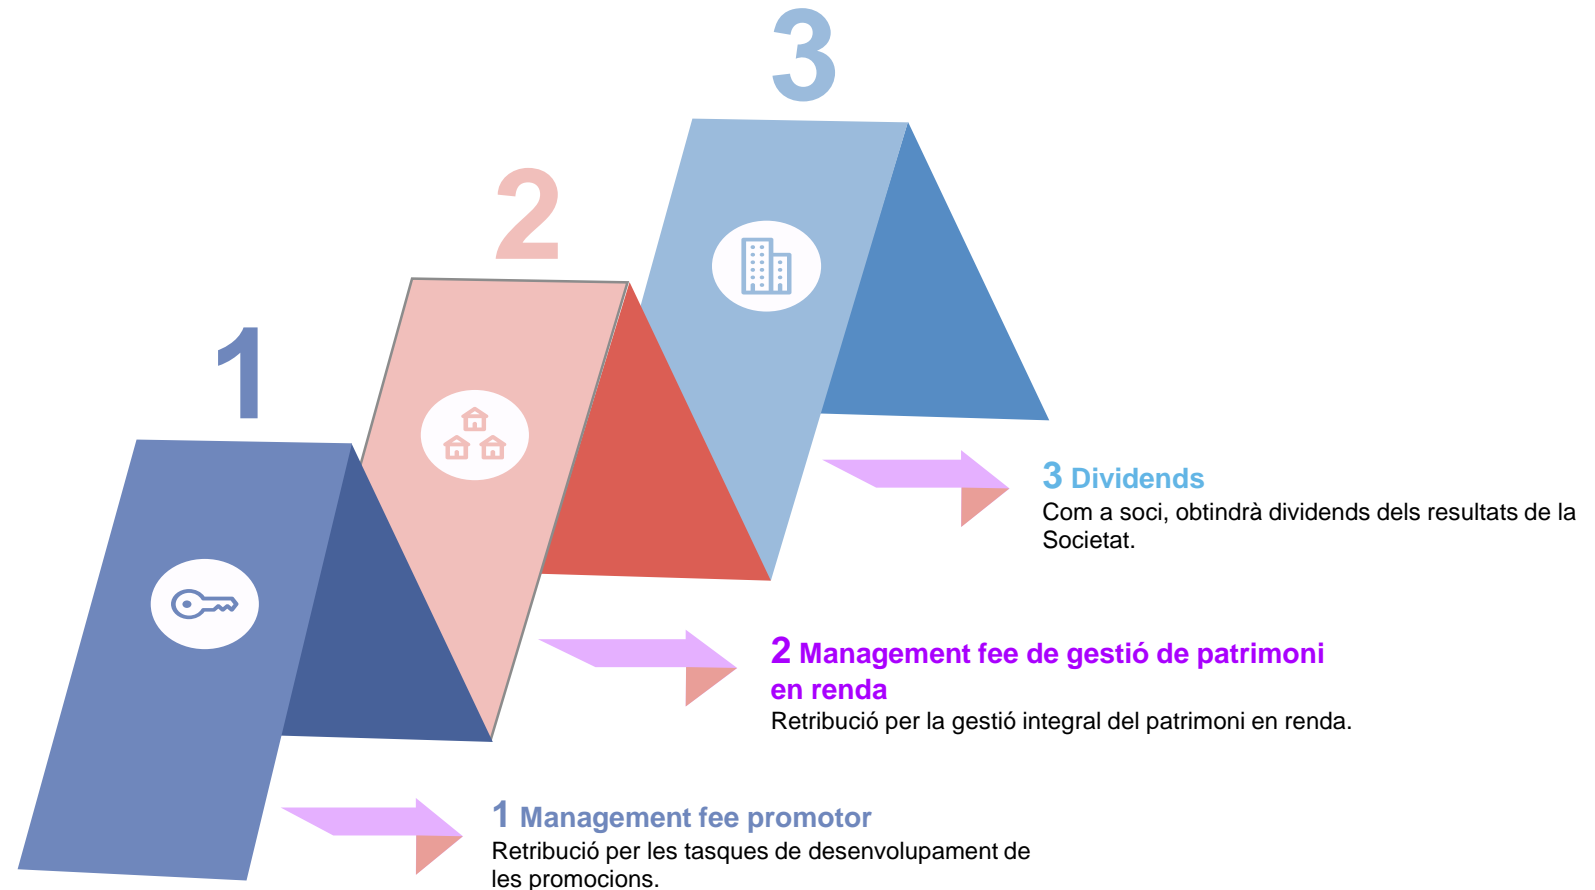 3
2
1
3 Dividends
Com a soci, obtindrà dividends dels resultats de la
Societat.
2 Management fee de gestió de patrimoni
en renda
Retribució per la gestió integral del patrimoni en renda.
1 Management fee promotor
Retribució per les tasques de desenvolupament de
les promocions.